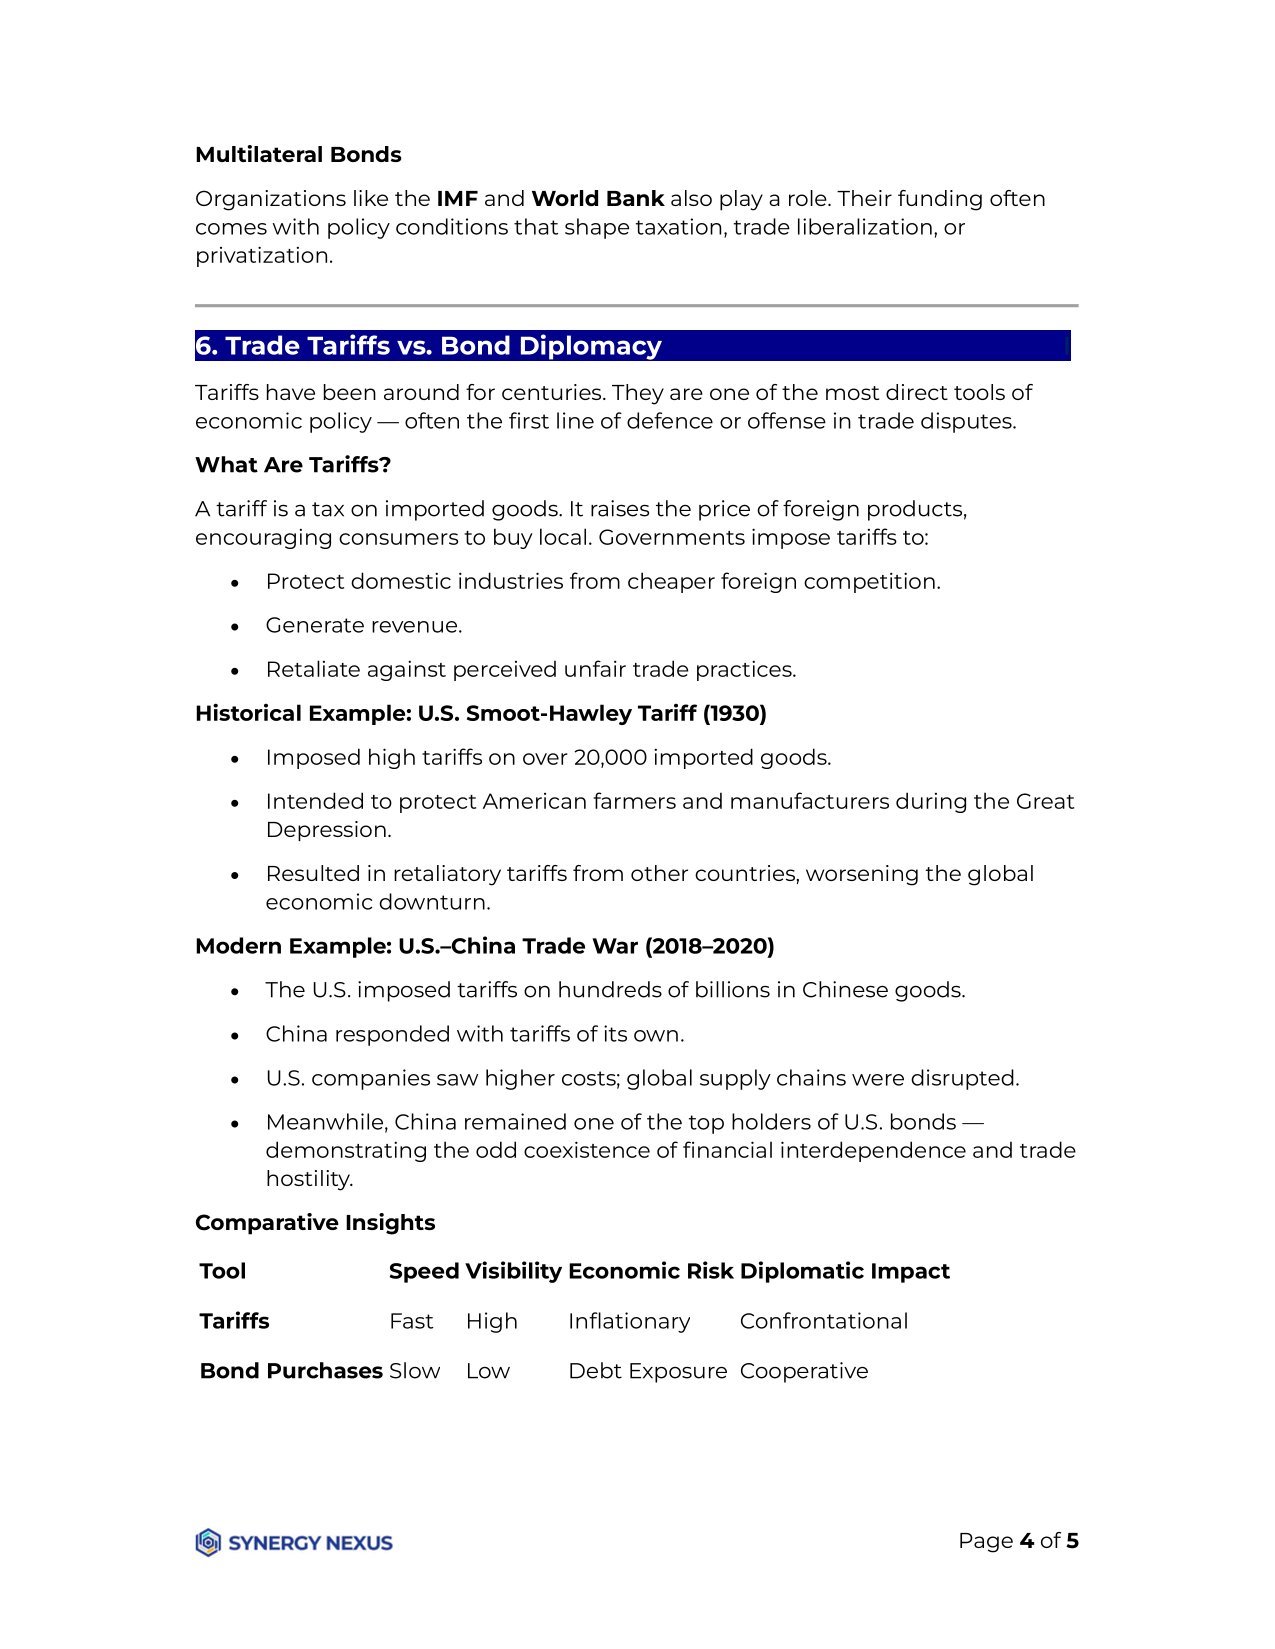 Multilateral Bonds
Organizations like the IMF and World Bank also play a role. Their funding often
comes with policy conditions that shape taxation, trade liberalization, or
privatization.
6. Trade Tariffs vs. Bond Diplomacy
Tariffs have been around for centuries. They are one of the most direct tools of
economic policy — often the first line of defence or offense in trade disputes.
What Are Tariffs?
A tariff is a tax on imported goods. It raises the price of foreign products,
encouraging consumers to buy local. Governments impose tariffs to:
• Protect domestic industries from cheaper foreign competition.
• Generate revenue.
• Retaliate against perceived unfair trade practices.
Historical Example: U.S. Smoot-Hawley Tariff (1930)
• Imposed high tariffs on over 20,000 imported goods.
• Intended to protect American farmers and manufacturers during the Great
Depression.
• Resulted in retaliatory tariffs from other countries, worsening the global
economic downturn.
Modern Example: U.S.–China Trade War (2018–2020)
• The U.S. imposed tariffs on hundreds of billions in Chinese goods.
• China responded with tariffs of its own.
• U.S. companies saw higher costs; global supply chains were disrupted.
• Meanwhile, China remained one of the top holders of U.S. bonds —
demonstrating the odd coexistence of financial interdependence and trade
hostility.
Comparative Insights
Tool Speed Visibility Economic Risk Diplomatic Impact
Tariffs Fast High Inflationary Confrontational
Bond Purchases Slow Low Debt Exposure Cooperative
SYNERGY NEXUS Page 4 of 5